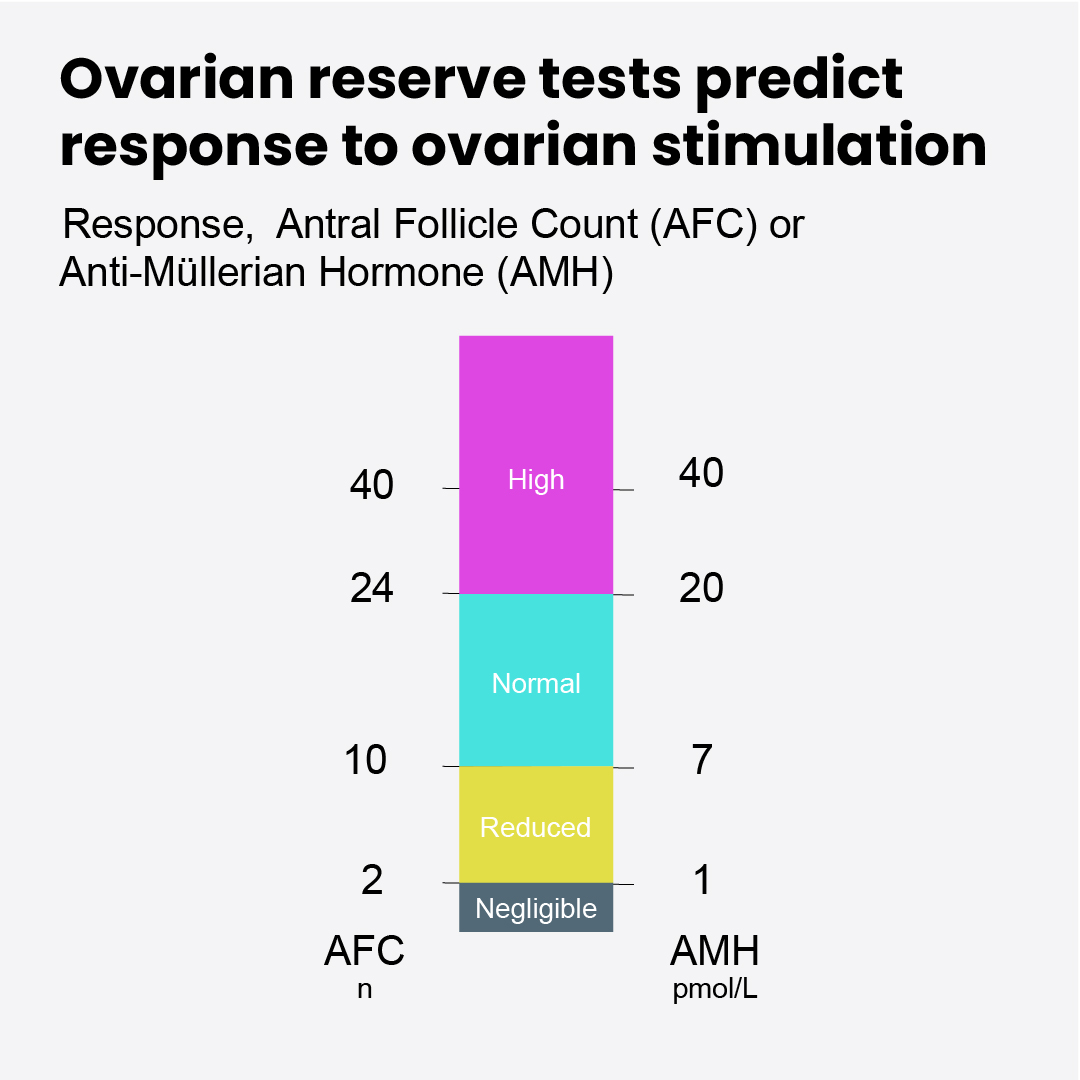 Ovarian reserve tests predict
response to ovarian stimulation
Response, Antral Follicle Count (AFC) or
Anti-Müllerian Hormone (AMH)
40 High 40
24 20
Normal
10 7
Reduced
2 1
Negligible
AFC AMH
n pmol/L